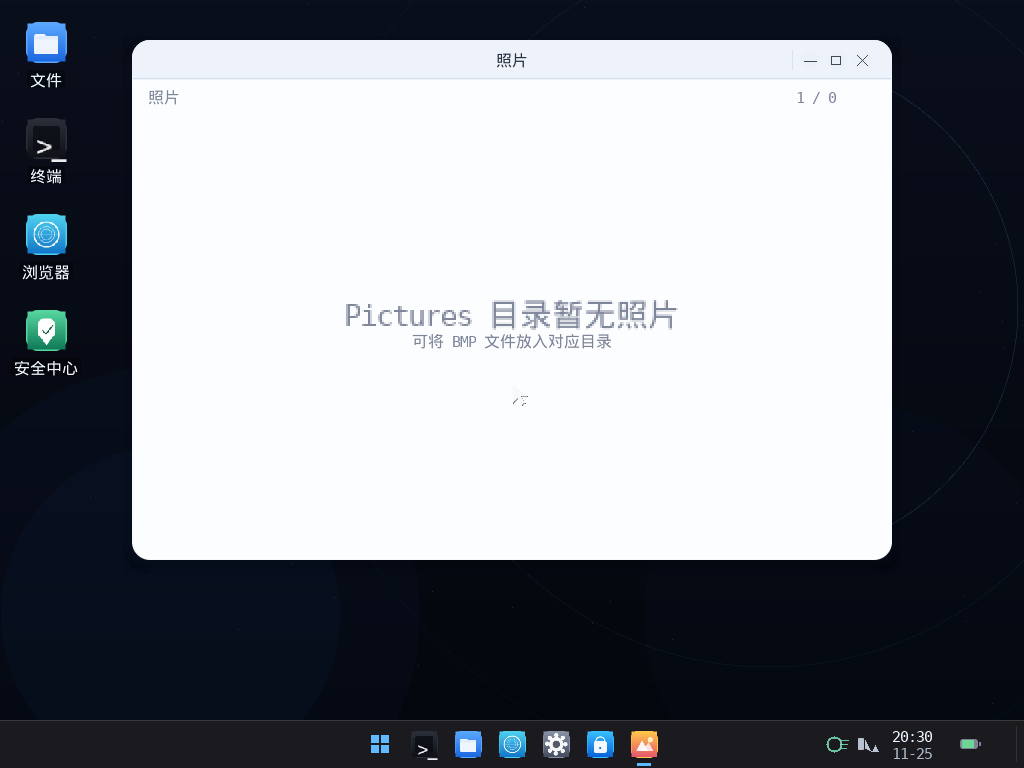 文件
终端
浏览器
安全中心
照片
照片
1 / 0
Pictures 目录暂无照片
可将 BMP 文件放入对应目录
20:30
11-25